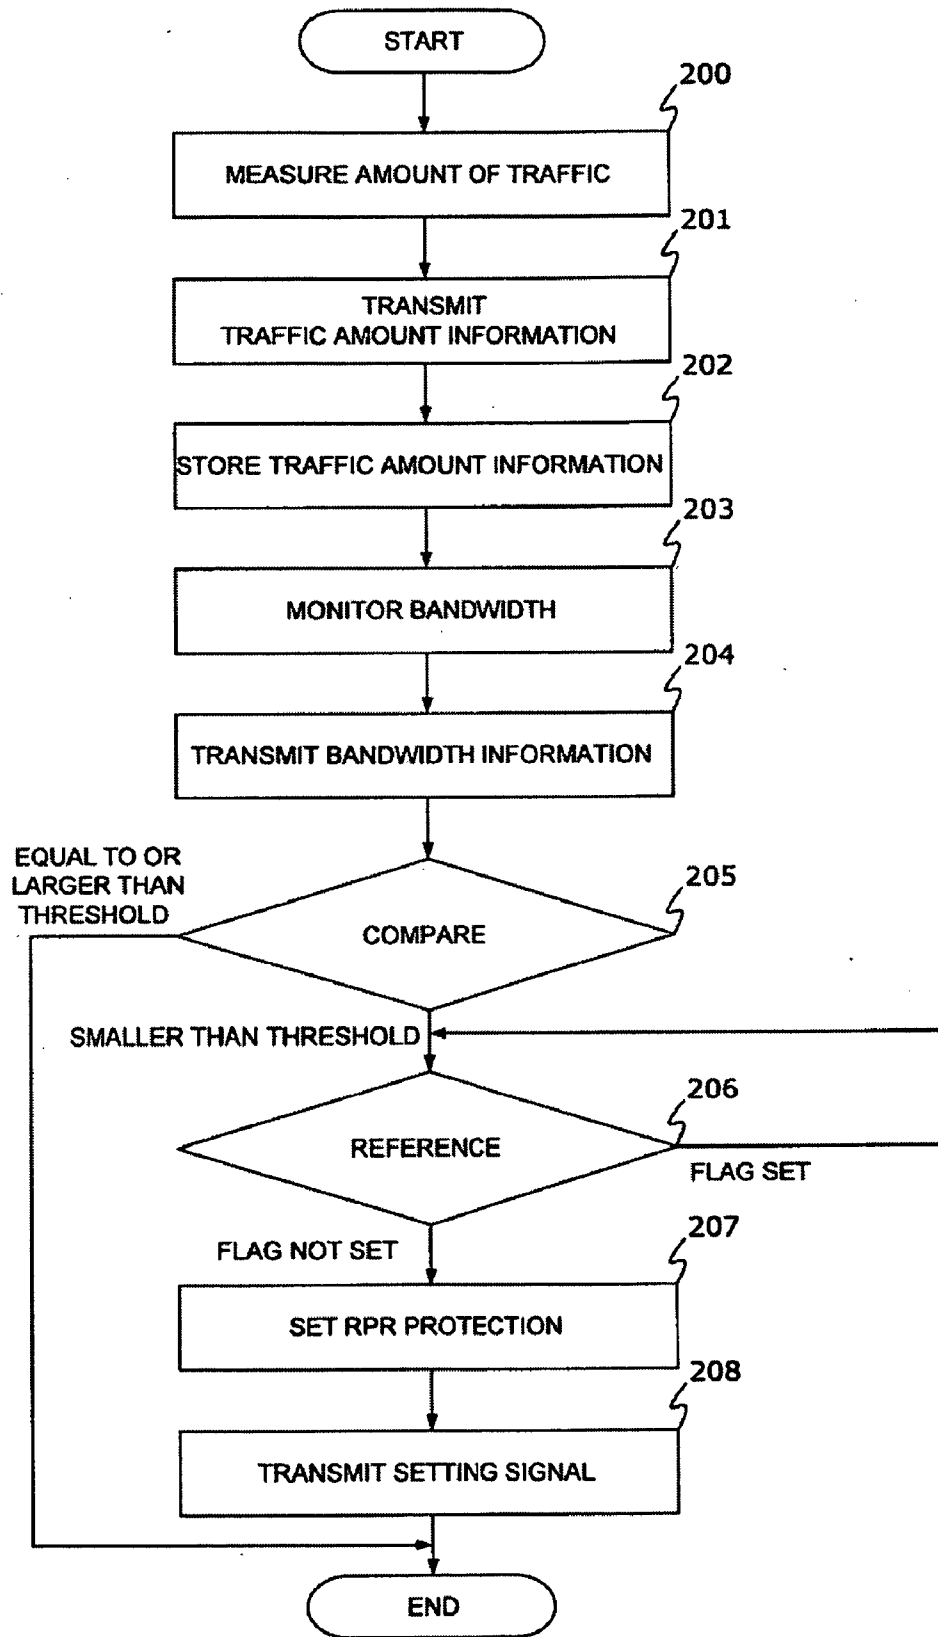 START
200
MEASURE AMOUNT OF TRAFFIC
201
TRANSMIT
TRAFFIC AMOUNT INFORMATION
202
STORE TRAFFIC AMOUNT INFORMATION
203
MONITOR BANDWIDTH
204
TRANSMIT BANDWIDTH INFORMATION
EQUAL TO OR
LARGER THAN
THRESHOLD
205
COMPARE
SMALLER THAN THRESHOLD
206
REFERENCE
FLAG SET
FLAG NOT SET
207
SET RPR PROTECTION
208
TRANSMIT SETTING SIGNAL
END